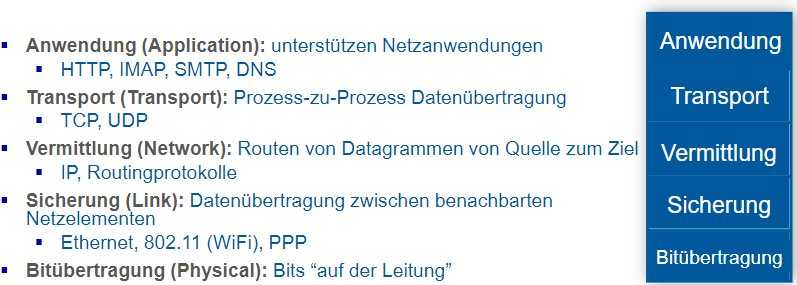 Anwendung (Application): unterstützen Netzanwendungen
HTTP, IMAP, SMTP, DNS
Transport (Transport): Prozess-zu-Prozess Datenübertragung
TCP, UDP
Vermittlung (Network): Routen von Datagrammen von Quelle zum Ziel
IP, Routingprotokolle
Sicherung (Link): Datenübertragung zwischen benachbarten
Netzelementen
Ethernet, 802.11 (WiFi), PPP
Bitübertragung (Physical): Bits “auf der Leitung”
Anwendung
Transport
Vermittlung
Sicherung
Bitübertragung